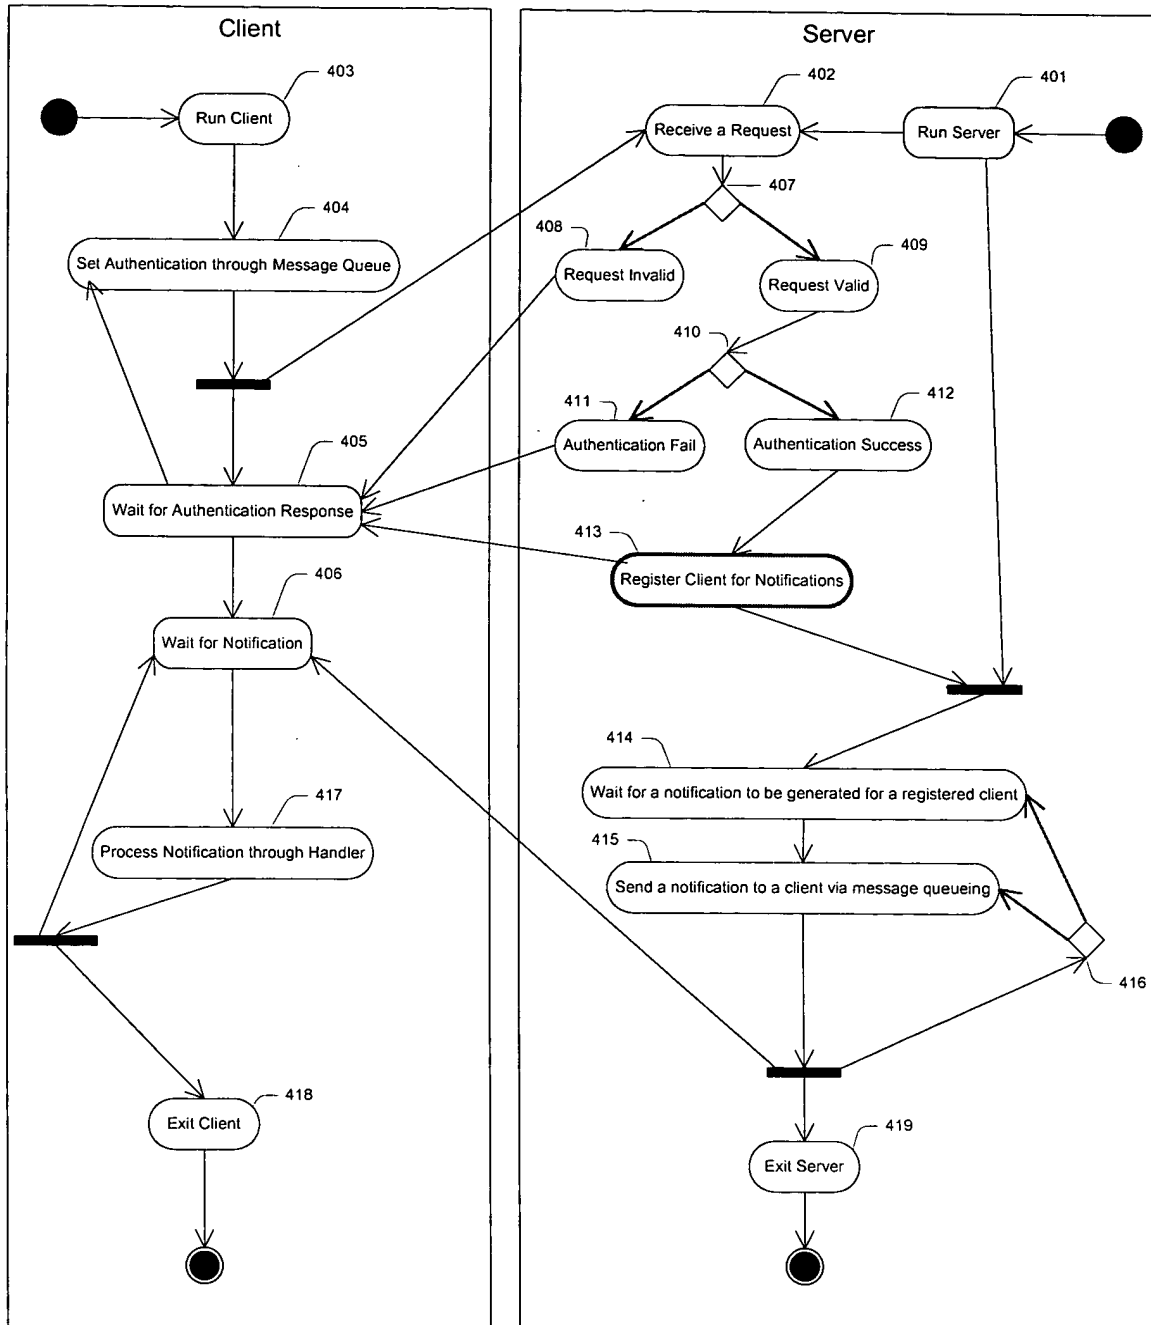 Client
403
Run Client
404
Set Authentication through Message Queue
405
Wait for Authentication Response
406
Wait for Notification
417
Process Notification through Handler
418
Exit Client
Server
402
401
Receive a Request
Run Server
407
408
409
Request Invalid
Request Valid
410
411
412
Authentication Fail
Authentication Success
413
Register Client for Notifications
414
Wait for a notification to be generated for a registered client
415
Send a notification to a client via message queueing
416
419
Exit Server